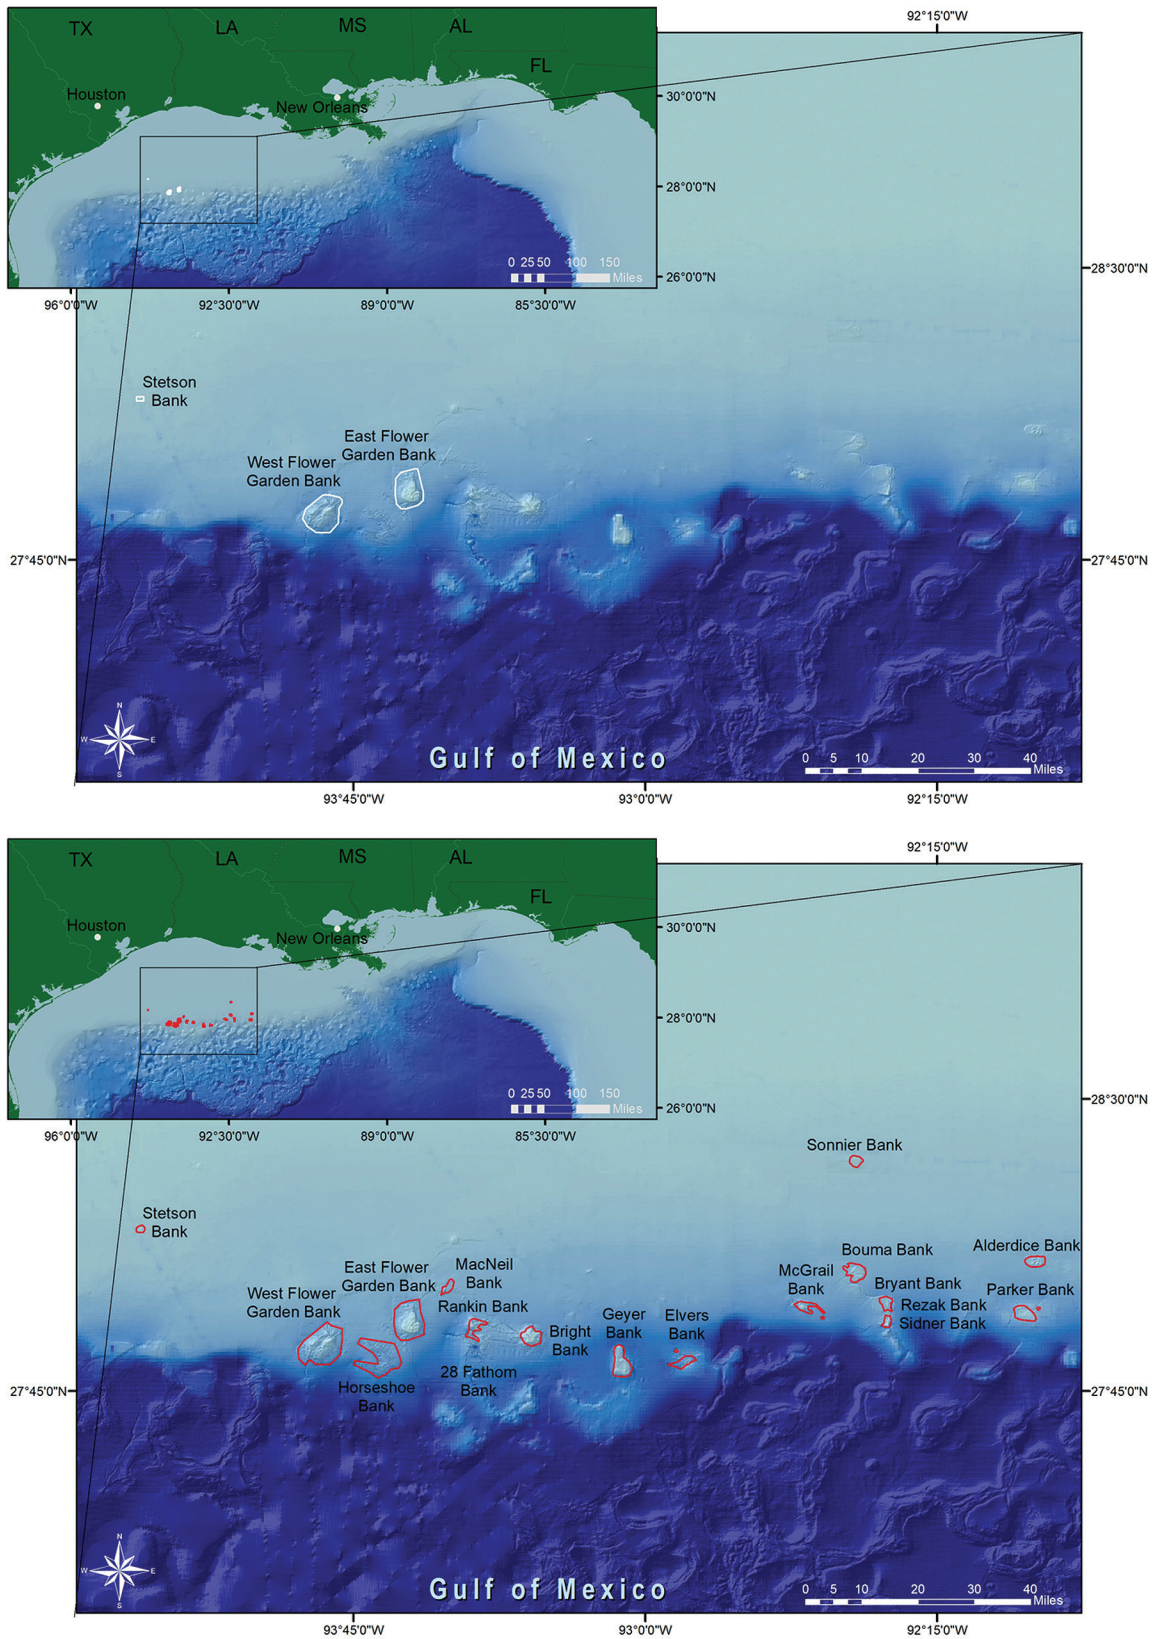 TX
LA
MS
AL
FL
Houston
New Orleans
0 25 50 100 150
Miles
92°15'0"W
30°0'0"N
28°0'0"N
26°0'0"N
28°30'0"N
96°0'0"W
92°30'0"W
89°0'0"W
85°30'0"W
Stetson
Bank
East Flower
Garden Bank
West Flower
Garden Bank
27°45'0"N
27°45'0"N
N
W
E
S
Gulf of Mexico
0 5 10 20 30 40
Miles
93°45'0"W
93°0'0"W
92°15'0"W
TX
LA
MS
AL
FL
Houston
New Orleans
0 25 50 100 150
Miles
92°15'0"W
30°0'0"N
28°0'0"N
26°0'0"N
28°30'0"N
96°0'0"W
92°30'0"W
89°0'0"W
85°30'0"W
Sonnier Bank
Stetson
Bank
Bouma Bank
Alderdice Bank
East Flower
Garden Bank
MacNeil
Bank
McGrail
Bank
Bryant Bank
Parker Bank
West Flower
Garden Bank
Rankin Bank
Rezak Bank
Sidner Bank
Geyer
Bank
Elvers
Bank
Bright
Bank
28 Fathom
Bank
Horseshoe
Bank
27°45'0"N
27°45'0"N
N
W
E
S
Gulf of Mexico
0 5 10 20 30 40
Miles
93°45'0"W
93°0'0"W
92°15'0"W